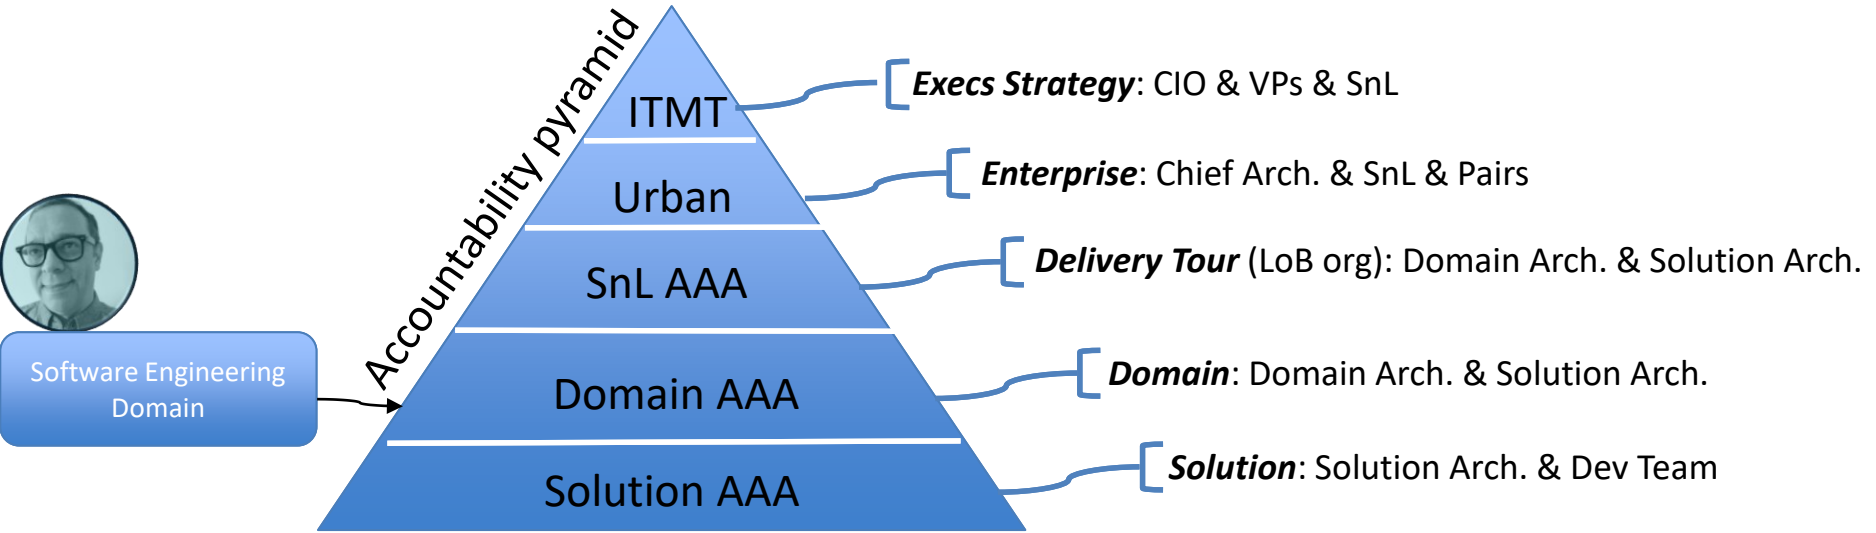 Accountability pyramid
ITMT
Execs Strategy: CIO & VPs & SnL
Urban
Enterprise: Chief Arch. & SnL & Pairs
SnL AAA
Delivery Tour (LoB org): Domain Arch. & Solution Arch.
Software Engineering
Domain
Domain AAA
Domain: Domain Arch. & Solution Arch.
Solution AAA
Solution: Solution Arch. & Dev Team